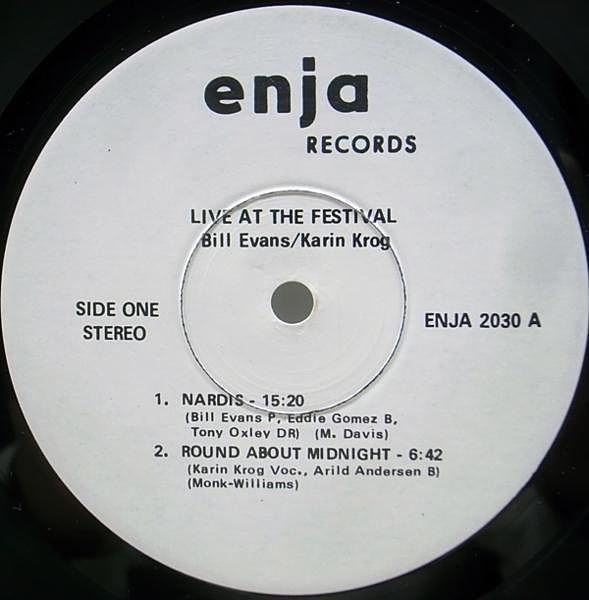 enja
RECORDS
LIVE AT THE FESTIVAL
Bill Evans/Karin Krog
SIDE ONE
STEREO
ENJA 2030 A
1. NARDIS - 15:20
(Bill Evans P, Eddie Gomez B,
Tony Oxley DR) (M. Davis)
2. ROUND ABOUT MIDNIGHT - 6:42
(Karin Krog Voc., Arild Andersen B)
(Monk-Williams)